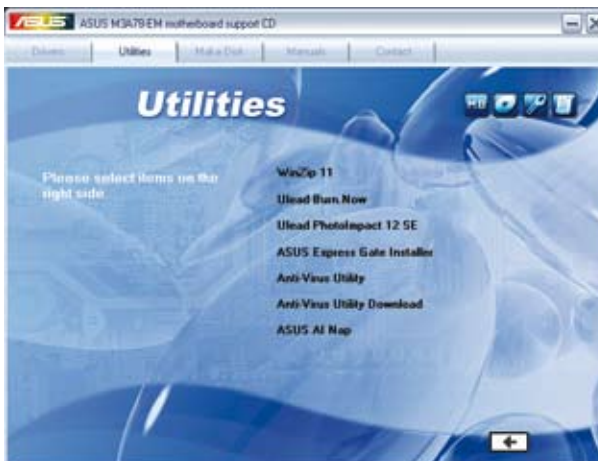 ASUS
ASUS M3A78-EM motherboard support CD
Drivers
Utilities
Make Disk
Manuals
Contact
Utilities
Please select items on the
right side
WinZip 11
Ulead Burn.Now
Ulead PhotoImpact 12 SE
ASUS Express Gate Installer
Anti-Virus Utility
Anti-Virus Utility Download
ASUS AI Nap